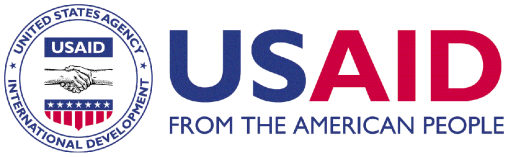 UNITED STATES AGENCY
INTERNATIONAL DEVELOPMENT
USAID
USAID
FROM THE AMERICAN PEOPLE